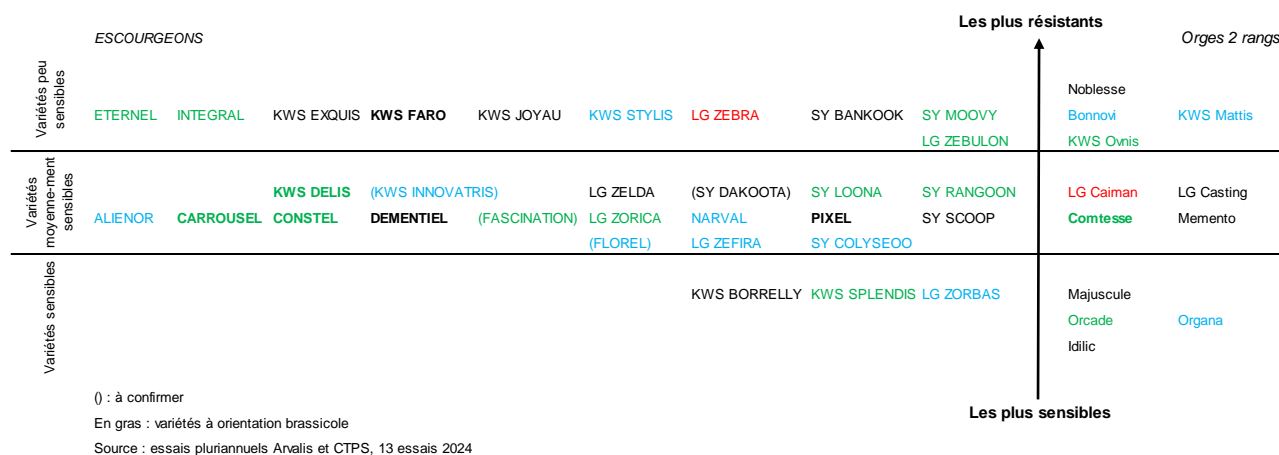 Les plus résistants
ESCOURGEONS
Orges 2 rangs
Variétés peu
sensibles
Noblesse
ETERNEL INTEGRAL KWS EXQUIS KWS FARO KWS JOYAU KWS STYLIS LG ZEBRA SY BANKOOK SY MOOVY Bonnovi KWS Mattis
LG ZEBULON KWS Ovnis
Variétés
moyenne-ment
sensibles
KWS DELIS (KWS INNOVATRIS) LG ZELDA (SY DAKOOTA) SY LOONA SY RANGOON LG Caiman LG Casting
ALIENOR CARROUSEL CONSTEL DEMENTIEL (FASCINATION) LG ZORICA NARVAL PIXEL SY SCOOP Comtesse Memento
(FLOREL) LG ZEFIRA SY COLYSEOO
Variétés sensibles
KWS BORRELLY KWS SPLENDIS LG ZORBAS Majuscule
Orcade Organa
Idilic
() : à confirmer
Les plus sensibles
En gras : variétés à orientation brassicole
Source : essais pluriannuels Arvalis et CTPS, 13 essais 2024